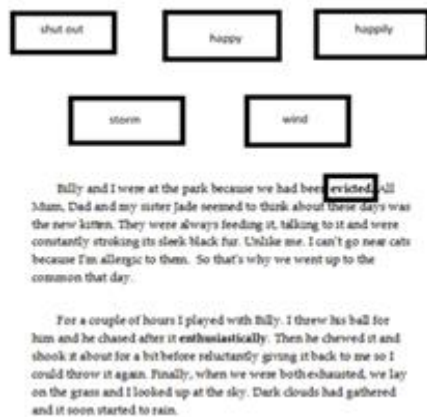 shut out
happy
happily
storm
wind
Billy and I were at the park because we had been evicted. All
Mum, Dad and my sister Jade seemed to think about these days was
the new kitten. They were always feeding it, talking to it and were
constantly stroking its sleek black fur. Unlike me. I can't go near cats
because I'm allergic to them. So that's why we went up to the
common that day.
For a couple of hours I played with Billy. I threw his ball for
him and he chased after it enthusiastically. Then he chewed it and
shook it about for a bit before reluctantly giving it back to me so I
could throw it again. Finally, when we were both exhausted, we lay
on the grass and I looked up at the sky. Dark clouds had gathered
and it soon started to rain.